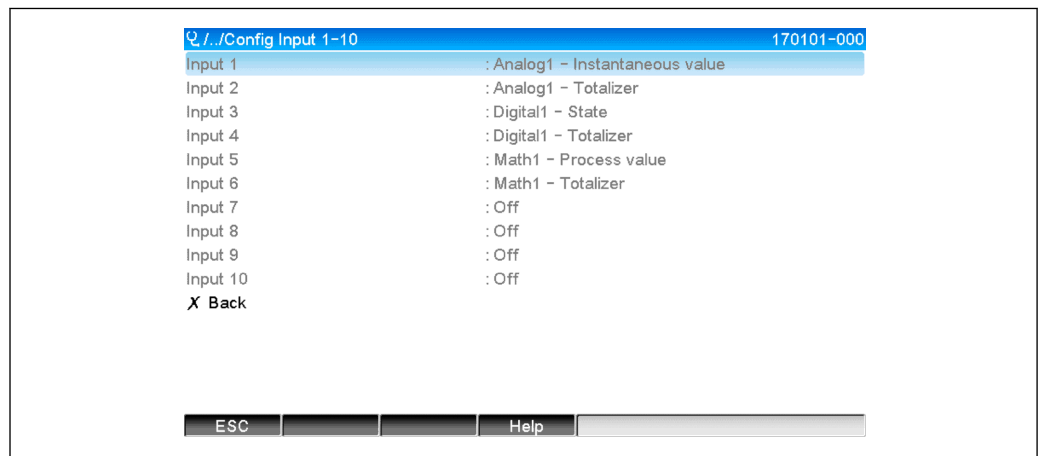 /../Config Input 1-10 170101-000
Input 1 : Analog1 - Instantaneous value
Input 2 : Analog1 - Totalizer
Input 3 : Digital1 - State
Input 4 : Digital1 - Totalizer
Input 5 : Math1 - Process value
Input 6 : Math1 - Totalizer
Input 7 : Off
Input 8 : Off
Input 9 : Off
Input 10 : Off
X Back
ESC Help